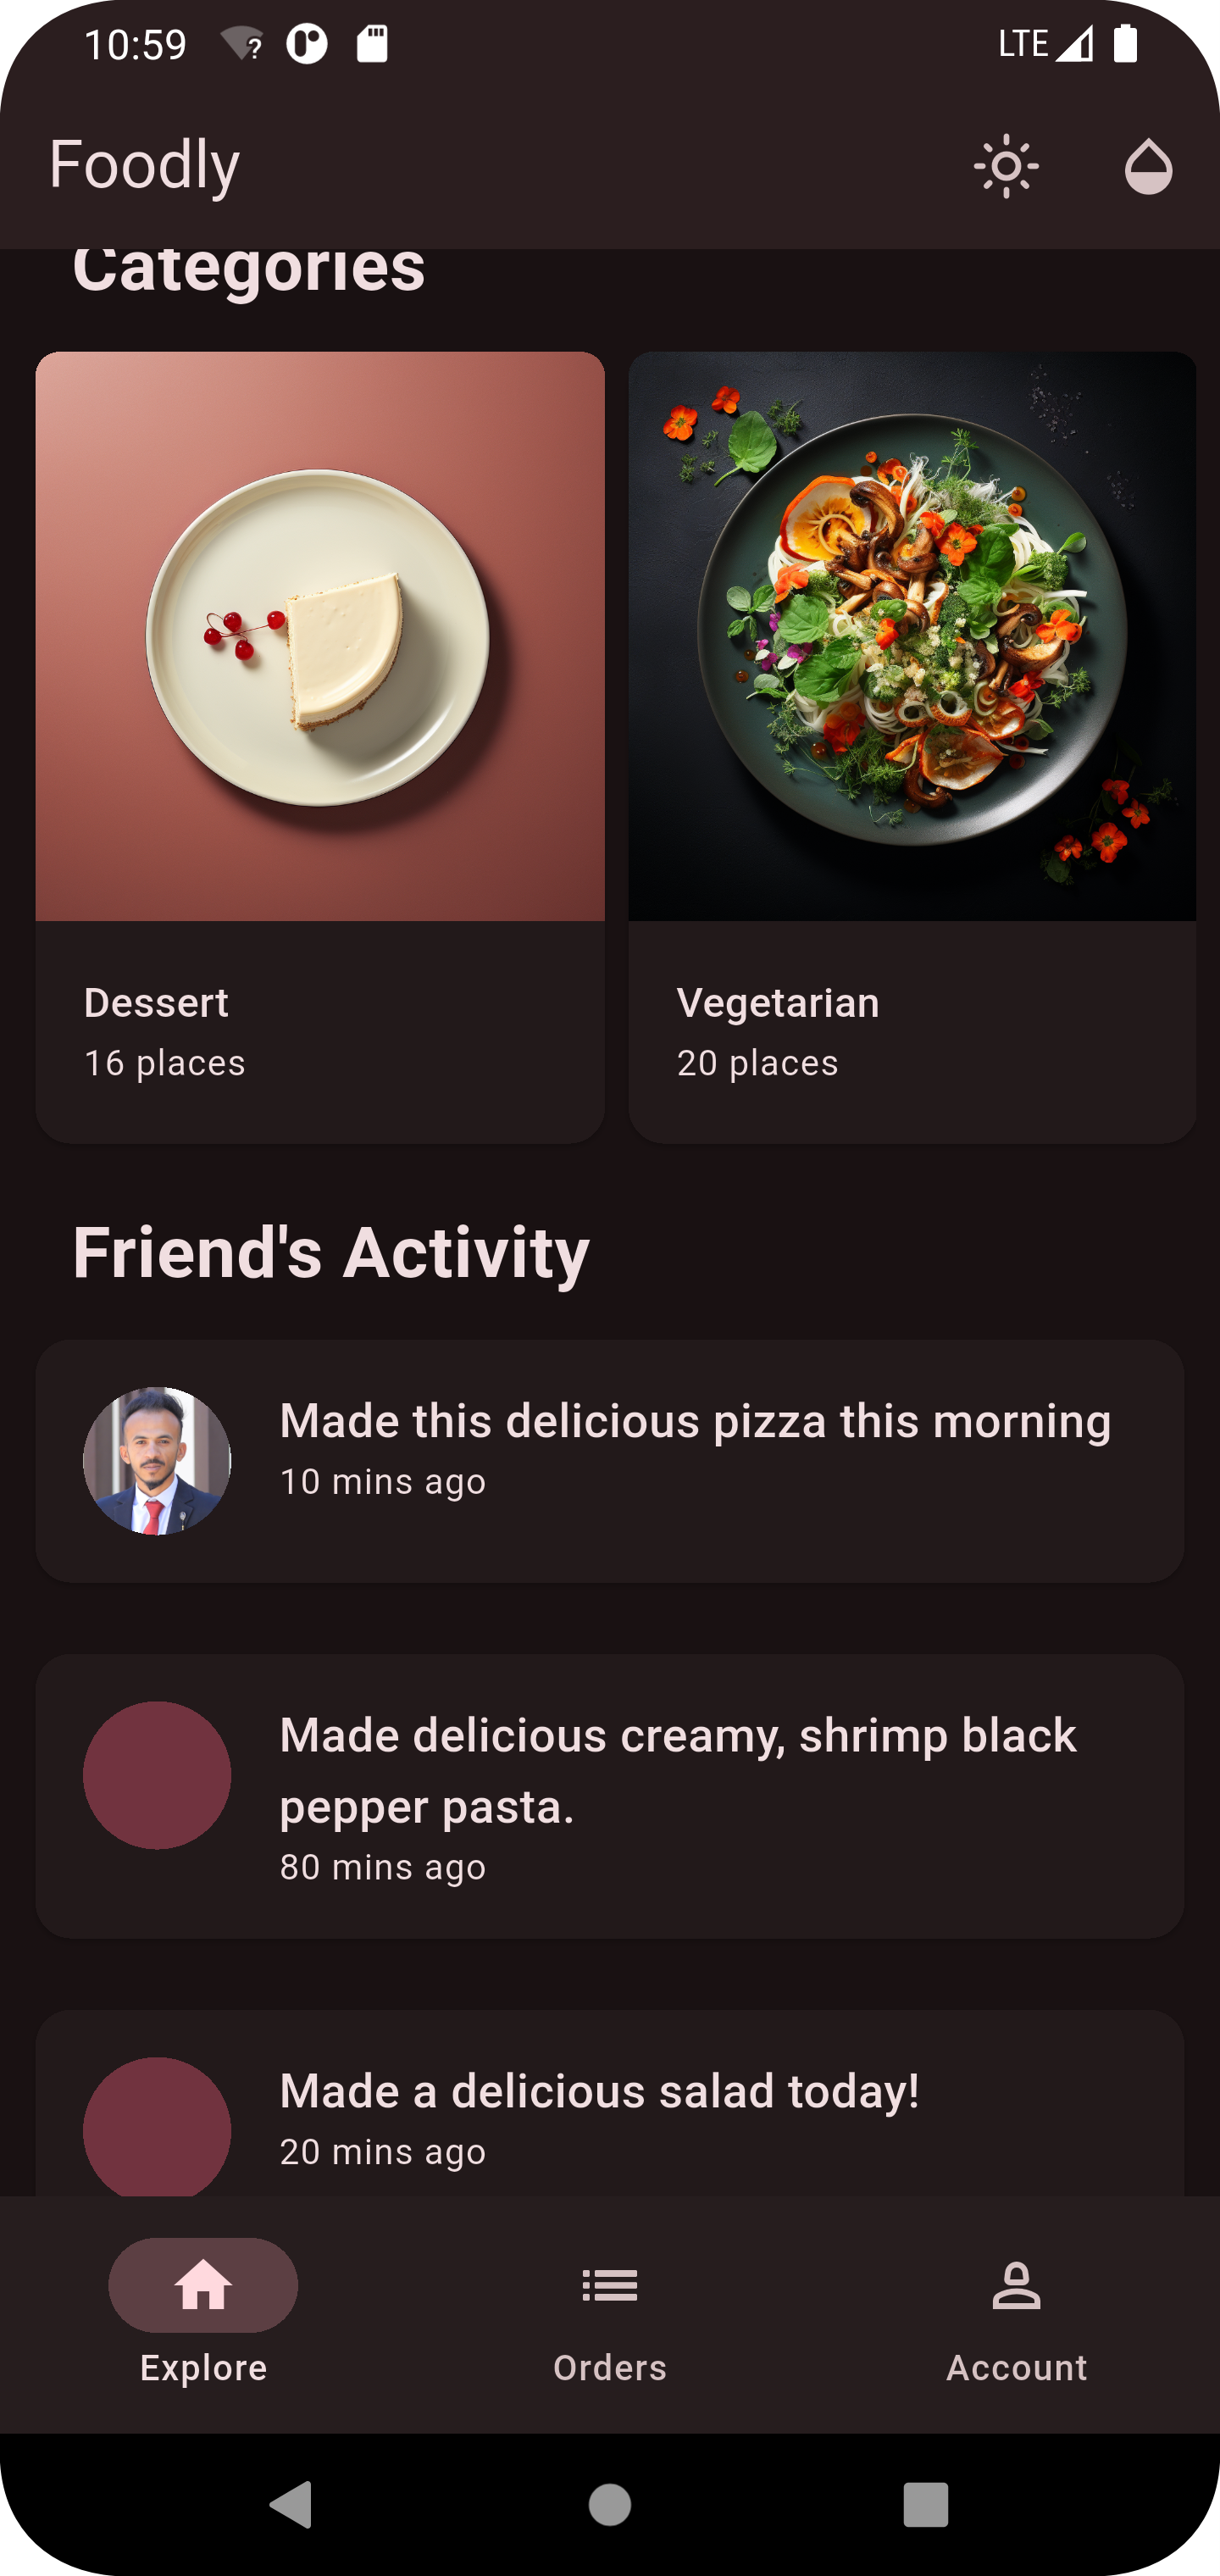 10:59
LTE
Foodly
Categories
Dessert
16 places
Vegetarian
20 places
Friend's Activity
Made this delicious pizza this morning
10 mins ago
Made delicious creamy, shrimp black
pepper pasta.
80 mins ago
Made a delicious salad today!
20 mins ago
Explore
Orders
Account